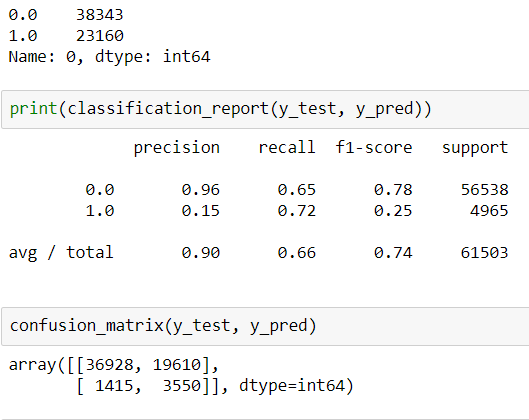 0.0    38343
1.0    23160
Name: 0, dtype: int64
print(classification_report(y_test, y_pred))
             precision    recall  f1-score   support
        0.0       0.96      0.65      0.78     56538
        1.0       0.15      0.72      0.25      4965
avg / total       0.90      0.66      0.74     61503
confusion_matrix(y_test, y_pred)
array([[36928, 19610],
       [ 1415,  3550]], dtype=int64)